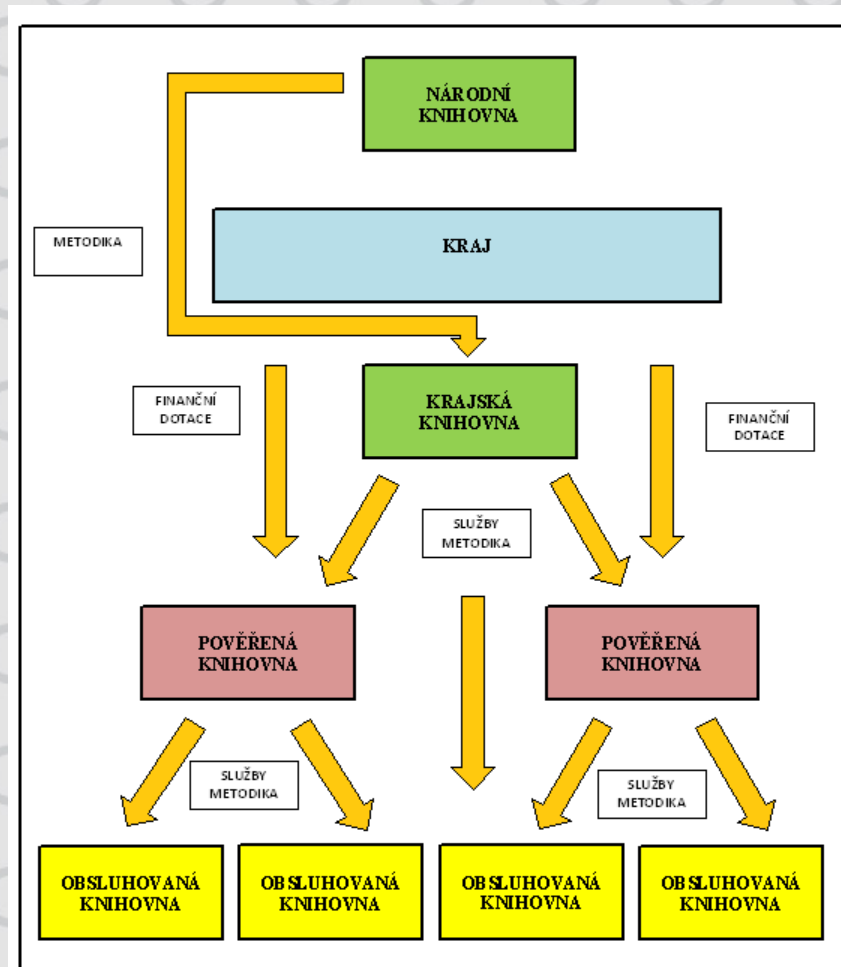 NÁRODNÍ
KNIHOVNA
METODIKA
KRAJ
FINANČNÍ
DOTACE
KRAJSKÁ
KNIHOVNA
FINANČNÍ
DOTACE
SLUŽBY
METODIKA
POVĚŘENÁ
KNIHOVNA
POVĚŘENÁ
KNIHOVNA
SLUŽBY
METODIKA
SLUŽBY
METODIKA
OBSLUHOVANÁ
KNIHOVNA
OBSLUHOVANÁ
KNIHOVNA
OBSLUHOVANÁ
KNIHOVNA
OBSLUHOVANÁ
KNIHOVNA